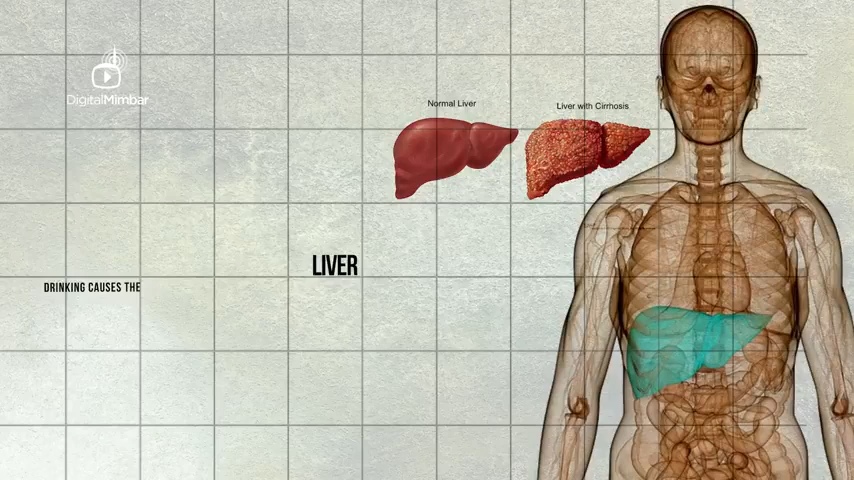 DigitalMimbar
Normal Liver
Liver with Cirrhosis
LIVER
DRINKING CAUSES THE